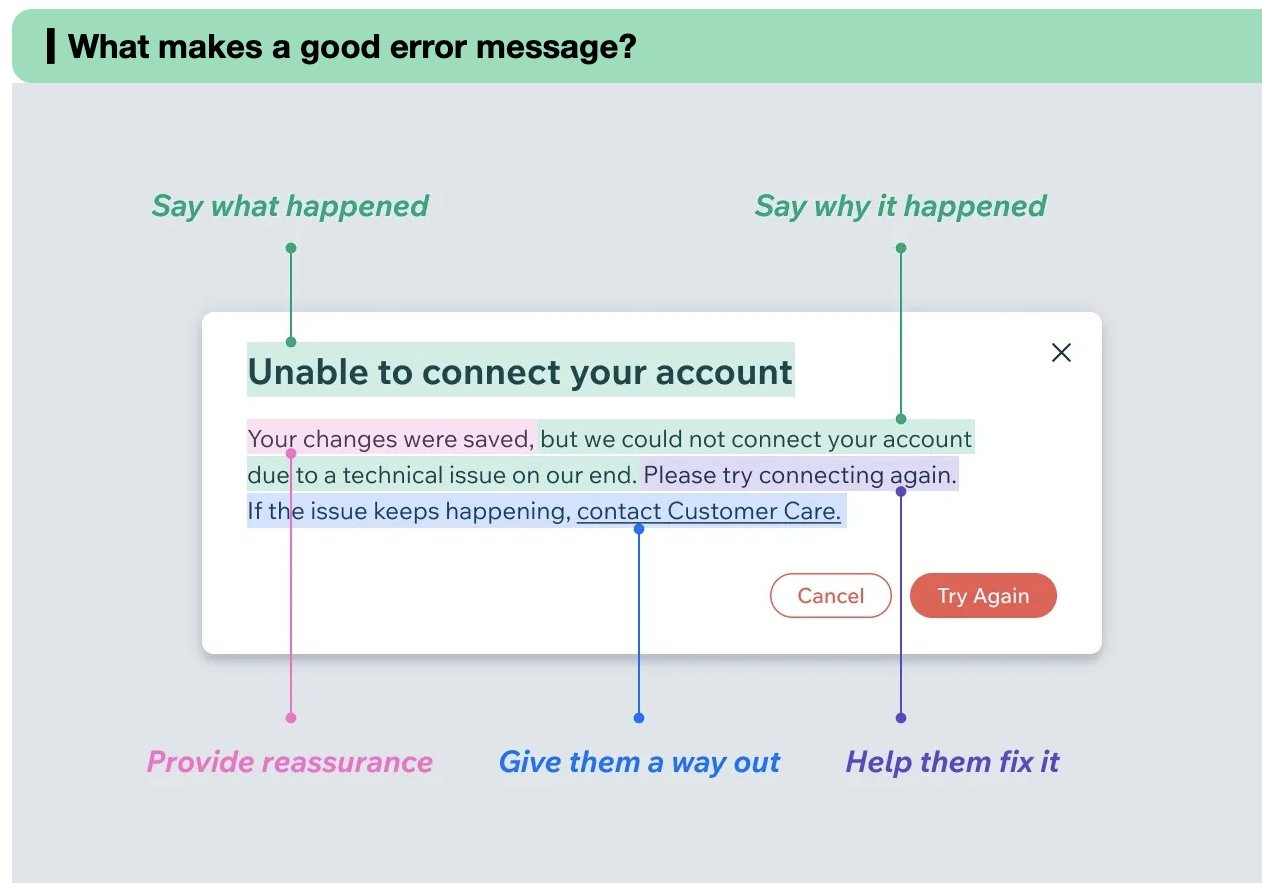 What makes a good error message?
Say what happened
Say why it happened
Unable to connect your account
Your changes were saved, but we could not connect your account
due to a technical issue on our end. Please try connecting again.
If the issue keeps happening, contact Customer Care.
Cancel
Try Again
Provide reassurance
Give them a way out
Help them fix it